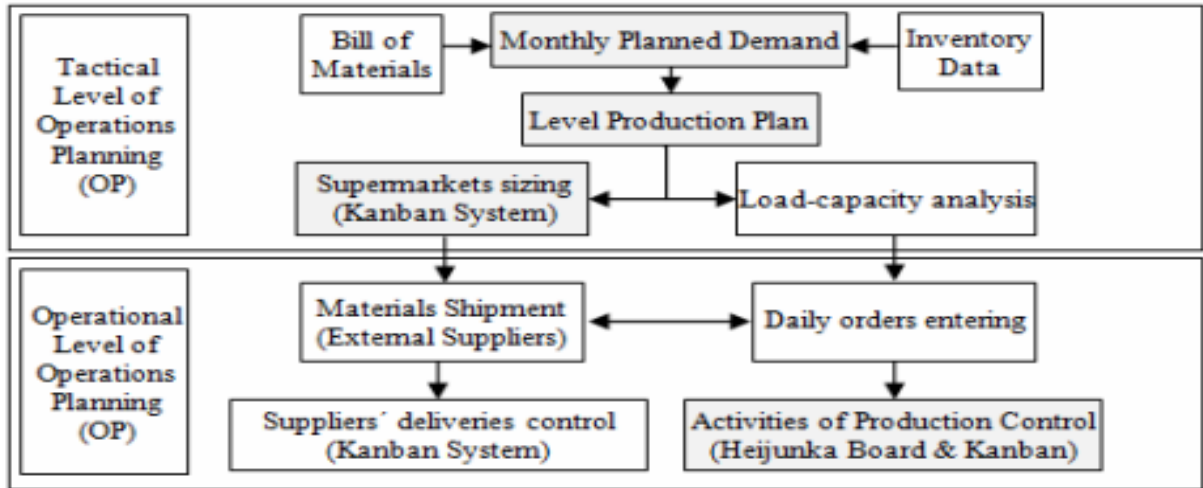 Tactical
Level of
Operations
Planning
(OP)
Bill of
Materials
Monthly Planned Demand
Inventory
Data
Level Production Plan
Supermarkets sizing
(Kanban System)
Load-capacity analysis
Operational
Level of
Operations
Planning
(OP)
Materials Shipment
(External Suppliers)
Daily orders entering
Suppliers´ deliveries control
(Kanban System)
Activities of Production Control
(Heijunka Board & Kanban)